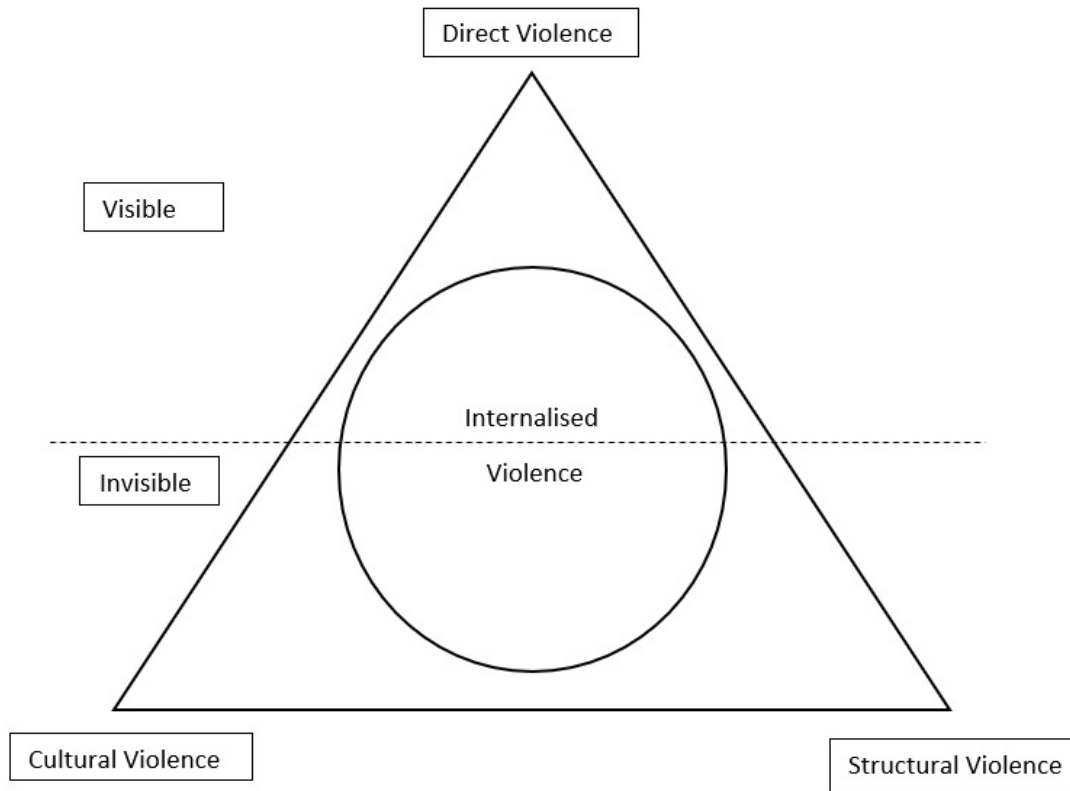 Direct Violence
Visible
Internalised
Invisible
Violence
Cultural Violence
Structural Violence